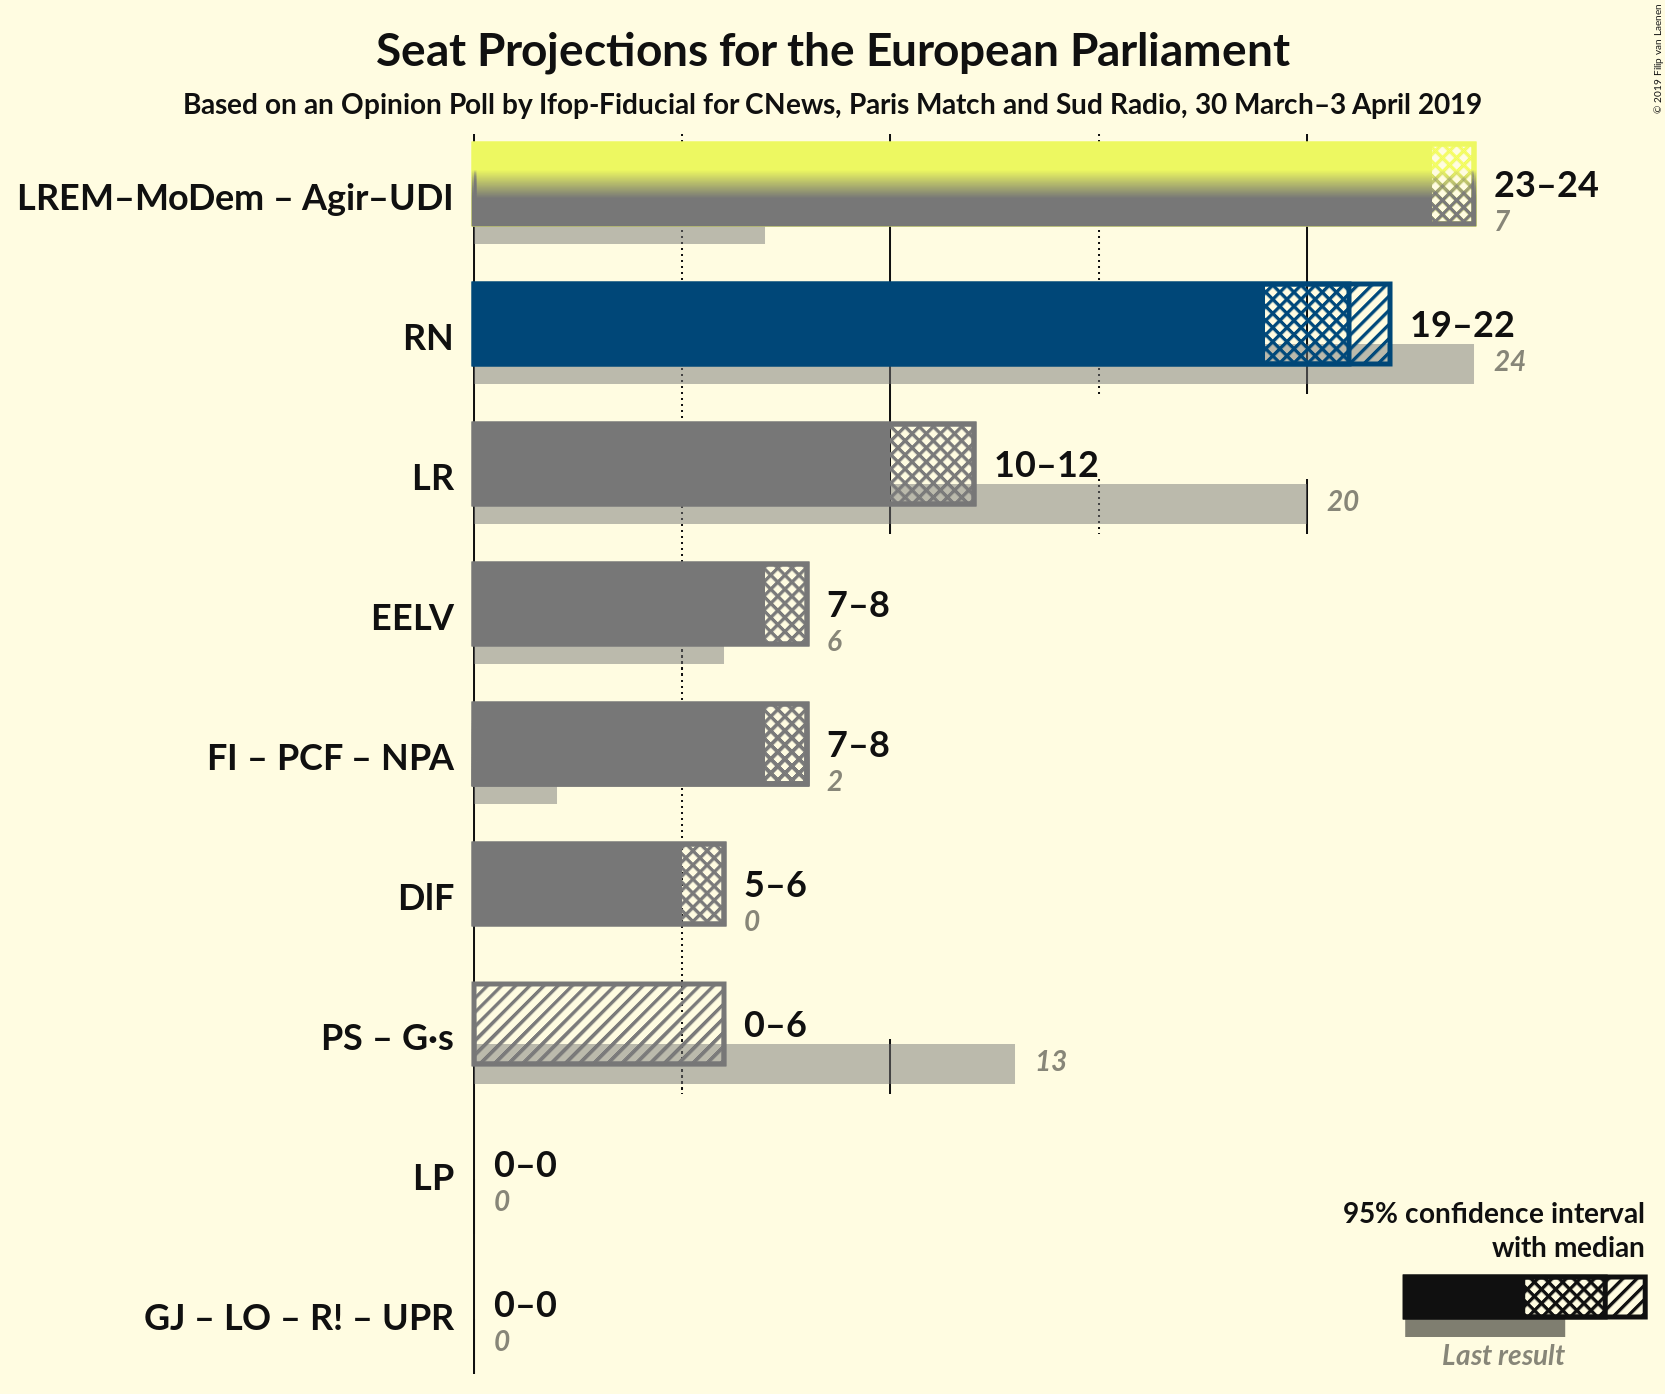 Seat Projections for the European Parliament
Based on an Opinion Poll by Ifop-Fiducial for CNews, Paris Match and Sud Radio, 30 March–3 April 2019
© 2019 Filip van Laenen
LREM–MoDem – Agir–UDI
23–24
7
RN
19–22
24
LR
10–12
20
EELV
7–8
6
FI – PCF – NPA
7–8
2
DlF
5–6
0
PS – G·s
0–6
13
LP
0–0
0
GJ – LO – R! – UPR
0–0
0
95% confidence interval
with median
Last result